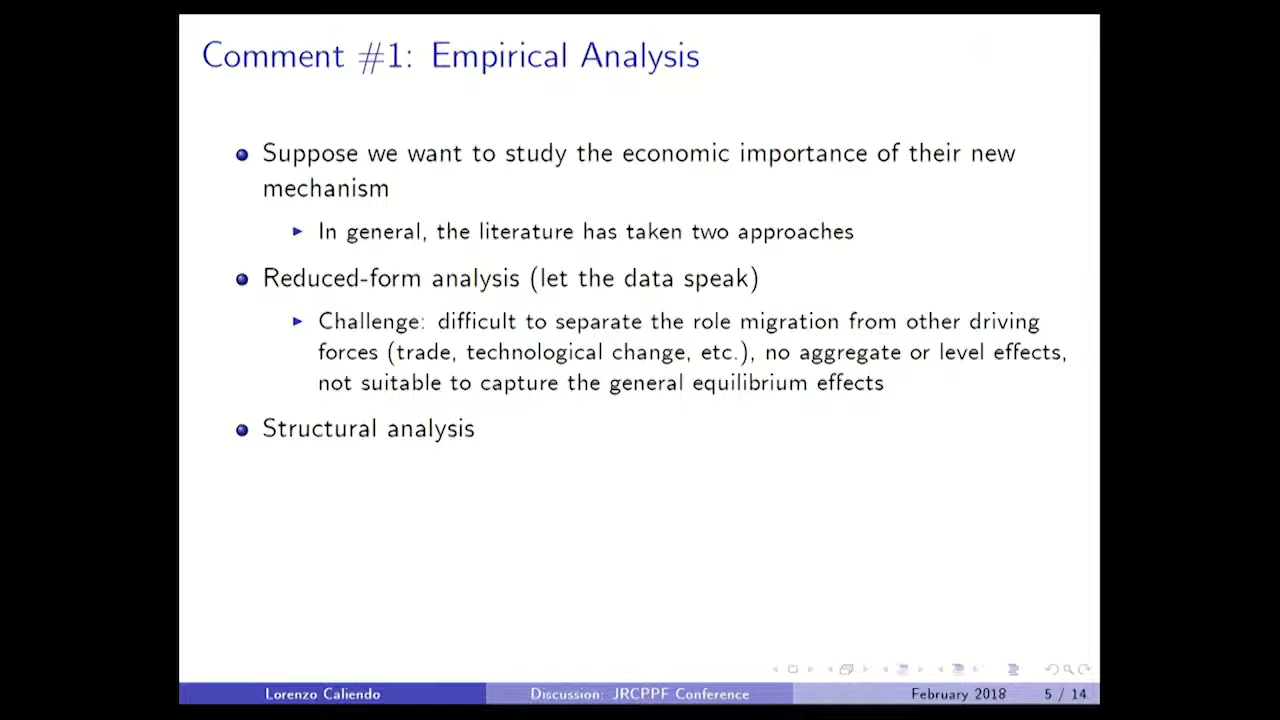 Comment #1: Empirical Analysis
Suppose we want to study the economic importance of their new
mechanism
In general, the literature has taken two approaches
Reduced-form analysis (let the data speak)
Challenge: difficult to separate the role migration from other driving
forces (trade, technological change, etc.), no aggregate or level effects,
not suitable to capture the general equilibrium effects
Structural analysis
Lorenzo Caliendo Discussion: JRCPPF Conference February 2018 5 / 14